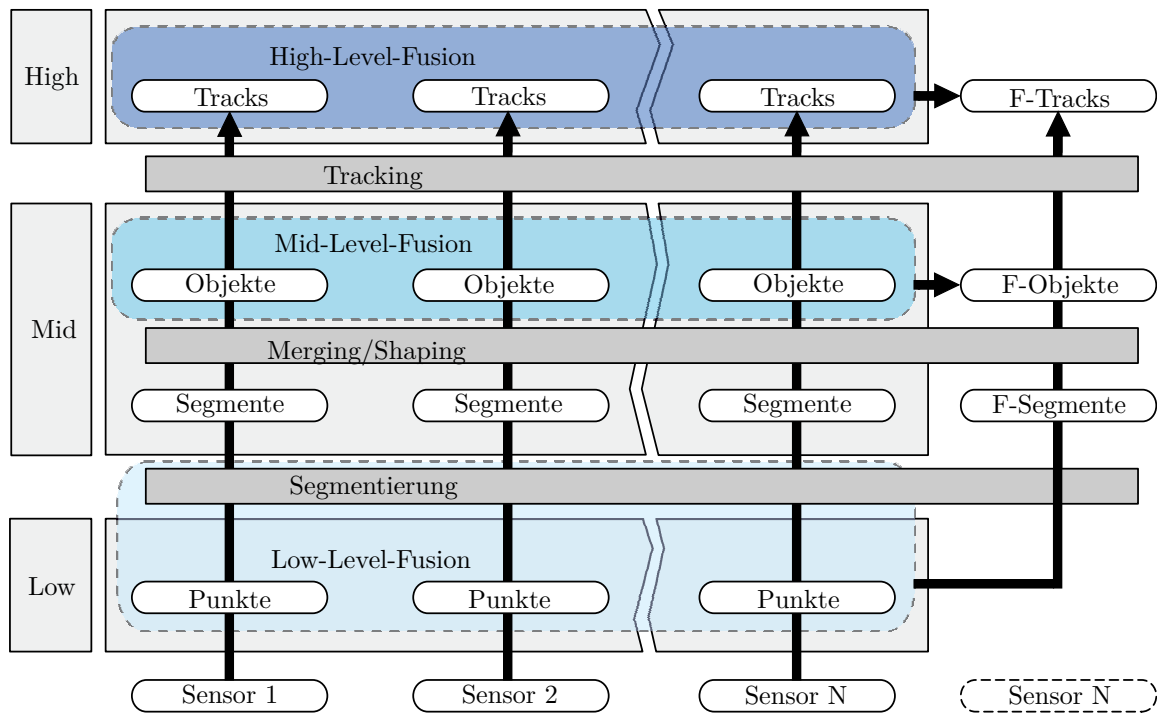 High
High-Level-Fusion
Tracks
Tracks
Tracks
F-Tracks
Tracking
Mid
Mid-Level-Fusion
Objekte
Objekte
Objekte
F-Objekte
Merging/Shaping
Segmente
Segmente
Segmente
F-Segmente
Segmentierung
Low
Low-Level-Fusion
Punkte
Punkte
Punkte
Sensor 1
Sensor 2
Sensor N
Sensor N